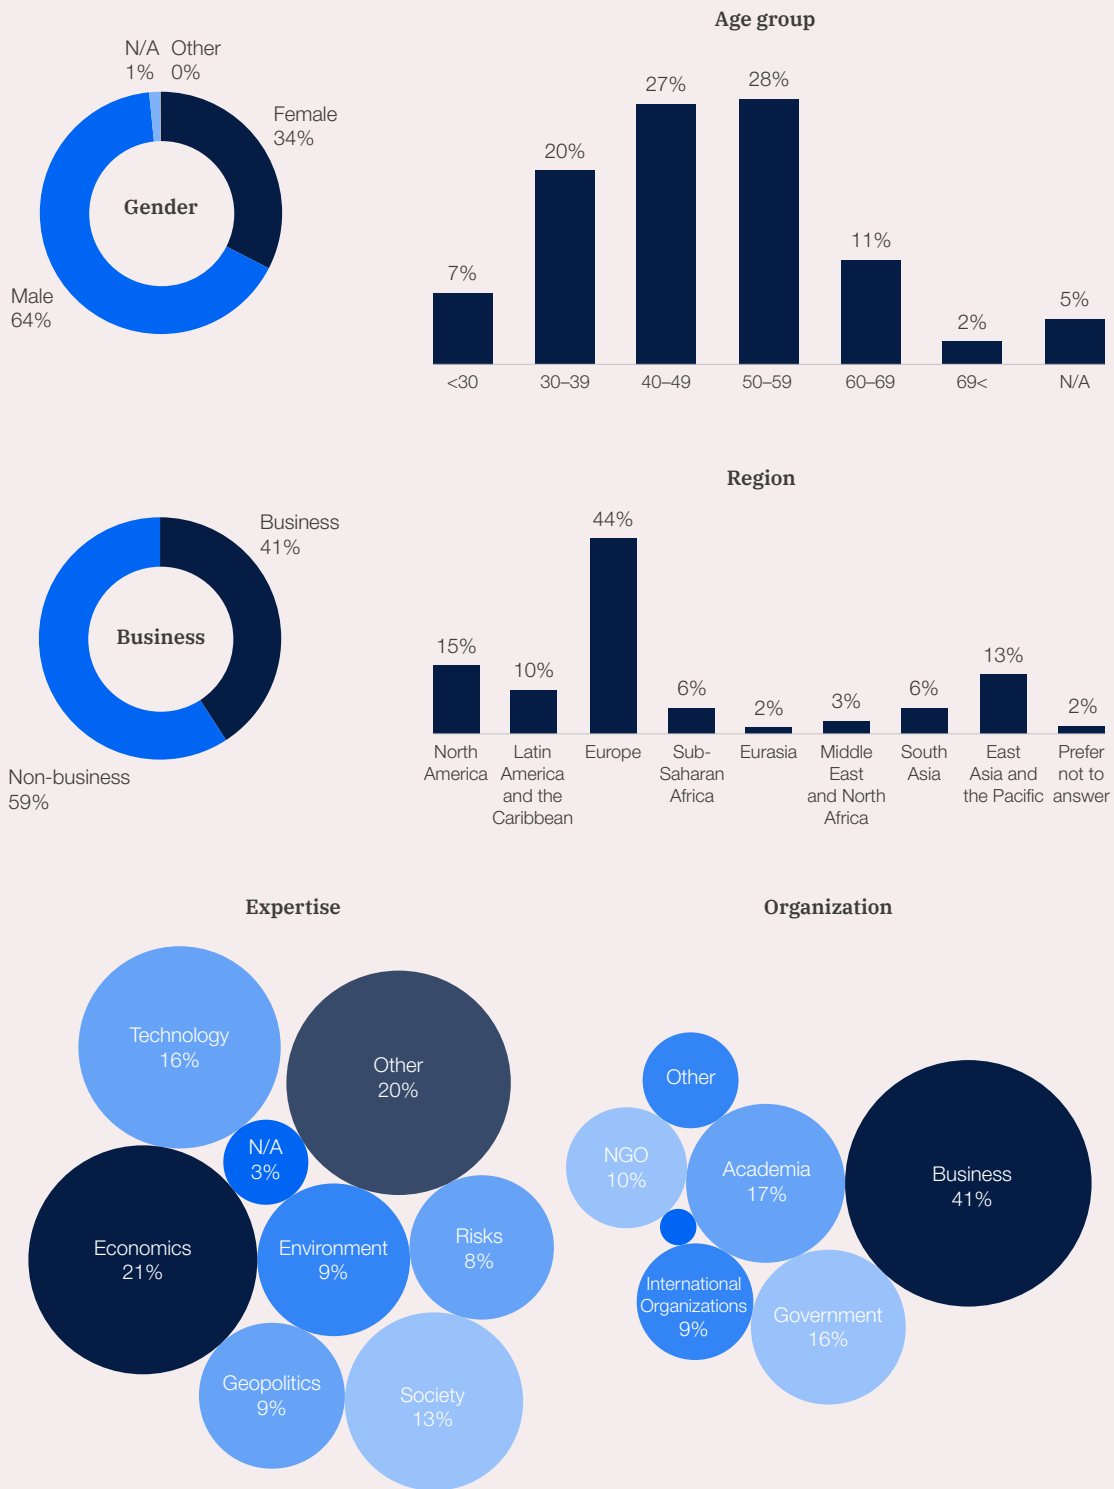 Age group
N/A
1%
Other
0%
Female
34%
Gender
Male
64%
7%
20%
27%
28%
11%
2%
5%
<30
30–39
40–49
50–59
60–69
69<
N/A
Region
Business
41%
Business
Non-business
59%
15%
10%
44%
6%
2%
3%
6%
13%
2%
North
America
Latin
America
and the
Caribbean
Europe
Sub-
Saharan
Africa
Eurasia
Middle
East
and North
Africa
South
Asia
East
Asia and
the Pacific
Prefer
not to
answer
Expertise
Technology
16%
Other
20%
N/A
3%
Economics
21%
Environment
9%
Risks
8%
Geopolitics
9%
Society
13%
Organization
Other
NGO
10%
Academia
17%
Business
41%
International
Organizations
9%
Government
16%